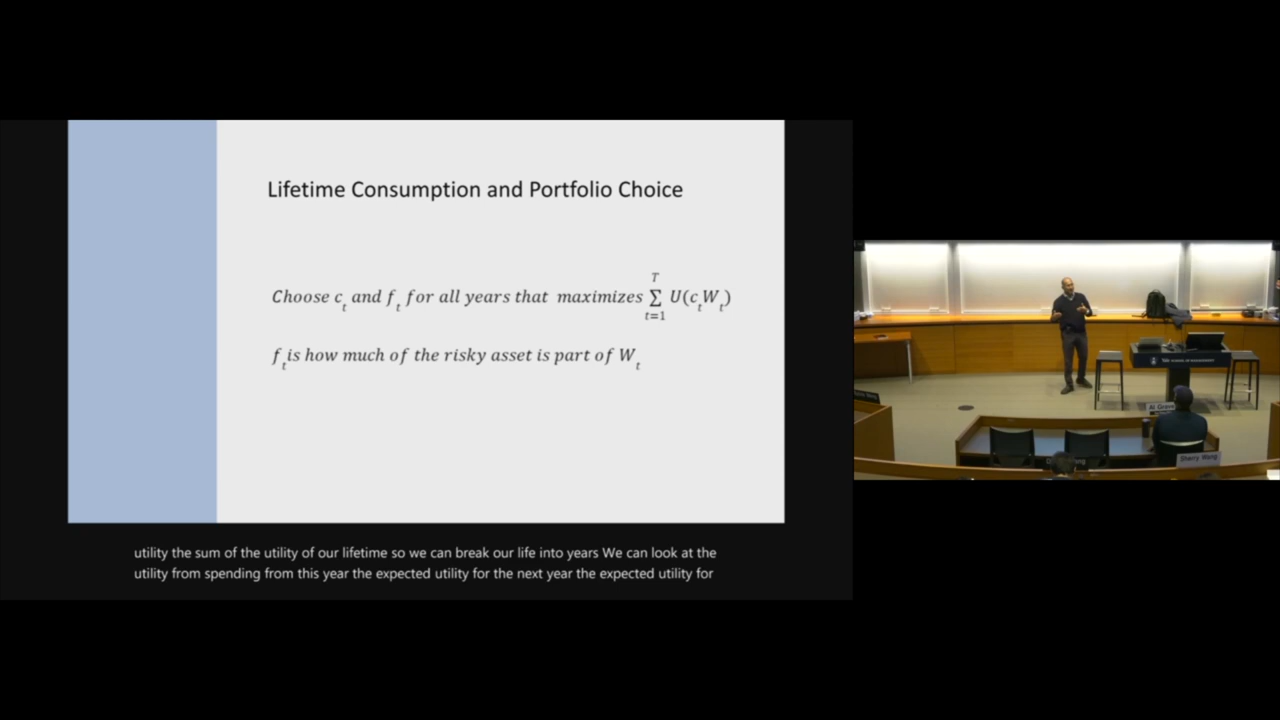 Lifetime Consumption and Portfolio Choice
Choose c_t and f_t for all years that maximizes \sum_{t=1}^{T} U(c_t W_t)
f_t is how much of the risky asset is part of W_t
utility the sum of the utility of our lifetime so we can break our life into years We can look at the
utility from spending from this year the expected utility for the next year the expected utility for
Sherry Wang